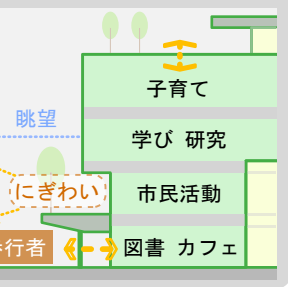 子育て
眺望
学び 研究
にぎわい
市民活動
行者
図書 カフェ